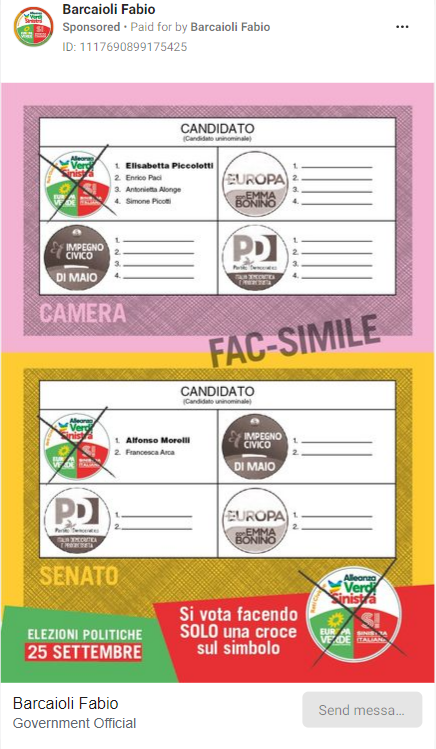 Barcaioli Fabio
Sponsored • Paid for by Barcaioli Fabio
ID: 1117690899175425
CANDIDATO
(Candidato uninominale)
Alleanza
Verdi
Sinistra
EUROPA
VERDE
SI
SINISTRA
ITALIANA
1. Elisabetta Piccolotti
2. Enrico Paci
3. Antonietta Alonge
4. Simone Picotti
+EUROPA
CON EMMA
BONINO
1.
2.
3.
4.
IMPEGNO
CIVICO
DI MAIO
1.
2.
3.
4.
PD
Partito Democratico
ITALIA DEMOCRATICA
E PROGRESSISTA
1.
2.
3.
4.
CAMERA
FAC-SIMILE
CANDIDATO
(Candidato uninominale)
Alleanza
Verdi
Sinistra
EUROPA
VERDE
SI
SINISTRA
ITALIANA
1. Alfonso Morelli
2. Francesca Arca
IMPEGNO
CIVICO
DI MAIO
1.
2.
PD
Partito Democratico
ITALIA DEMOCRATICA
E PROGRESSISTA
1.
2.
+EUROPA
CON EMMA
BONINO
1.
2.
SENATO
ELEZIONI POLITICHE
25 SETTEMBRE
Si vota facendo
SOLO una croce
sul simbolo
Alleanza
Verdi
Sinistra
EUROPA
VERDE
SI
SINISTRA
ITALIANA
Barcaioli Fabio
Government Official
Send messa...